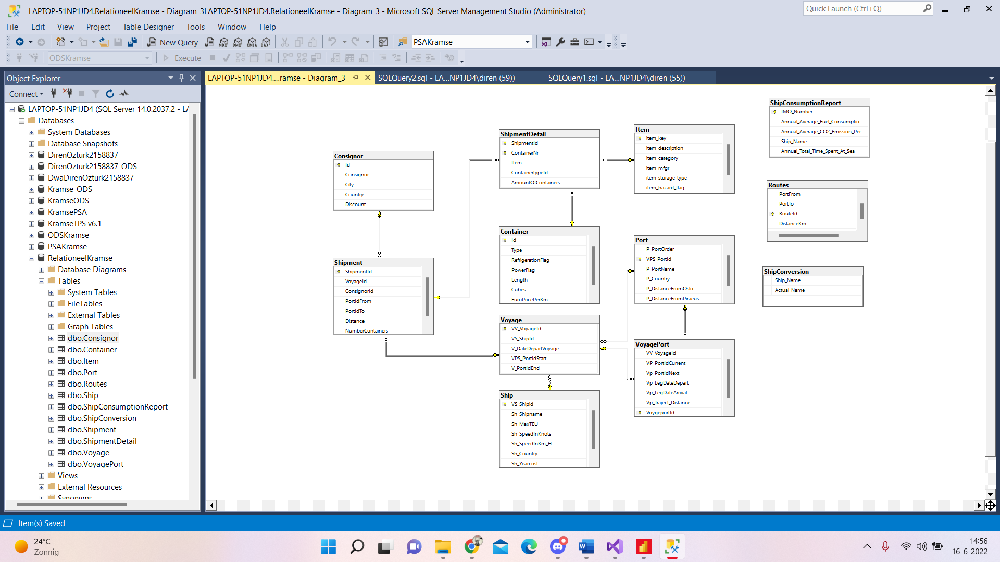 LAPTOP-51NP1JD4.RelationeelKramse - Diagram_3LAPTOP-51NP1JD4.RelationeelKramse - Diagram_3 - Microsoft SQL Server Management Studio (Administrator)
Quick Launch (Ctrl+Q)
File Edit View Project Table Designer Tools Window Help
New Query MDX DMX XMLA DAX PSAKramse
ODSKramse Execute
Object Explorer
LAPTOP-51NP1JD4....ramse - Diagram_3
SQLQuery2.sql - LA...NP1JD4\diren (59))
SQLQuery1.sql - LA...NP1JD4\diren (55))
Connect
LAPTOP-51NP1JD4 (SQL Server 14.0.2037.2 - LA
Databases
System Databases
Database Snapshots
DirenOzturk2158837
DirenOzturk2158837_ODS
DwaDirenOzturk2158837
Kramse_ODS
KramseODS
KramsePSA
KramseTPS v6.1
ODSKramse
PSAKramse
RelationeelKramse
Database Diagrams
Tables
System Tables
FileTables
External Tables
Graph Tables
dbo.Consignor
dbo.Container
dbo.Item
dbo.Port
dbo.Routes
dbo.Ship
dbo.ShipConsumptionReport
dbo.ShipConversion
dbo.Shipment
dbo.ShipmentDetail
dbo.Voyage
dbo.VoyagePort
Views
External Resources
Synonyms
Consignor
Id
Consignor
City
Country
Discount
Shipment
ShipmentId
VoyageId
ConsignorId
PortIdFrom
PortIdTo
Distance
NumberContainers
ShipmentDetail
ShipmentId
ContainerNr
Item
ContainertypeId
AmountOfContainers
Container
Id
Type
RefrigerationFlag
PowerFlag
Length
Cubes
EuroPricePerKm
Voyage
VV_VoyageId
VS_ShipId
V_DateDepartVoyage
VPS_PortIdStart
V_PortIdEnd
Ship
VS_Shipid
Sh_Shipname
Sh_MaxTEU
Sh_SpeedInKnots
Sh_SpeedInKm_H
Sh_Country
Sh_Yearcost
Item
item_key
item_description
item_category
item_mfgr
item_storage_type
item_hazard_flag
Port
P_PortOrder
VPS_PortId
P_PortName
P_Country
P_DistanceFromOslo
P_DistanceFromPiraeus
VoyagePort
VV_VoyageId
VP_PortIdCurrent
Vp_PortIdNext
Vp_LegDateDepart
Vp_LegDateArrival
Vp_Traject_Distance
VoygeportId
ShipConsumptionReport
IMO_Number
Annual_Average_Fuel_Consumptio...
Annual_Average_CO2_Emission_Per...
Ship_Name
Annual_Total_Time_Spent_At_Sea
Routes
PortFrom
PortTo
RouteId
DistanceKm
ShipConversion
Ship_Name
Actual_Name
Item(s) Saved
24°C
Zonnig
14:56
16-6-2022